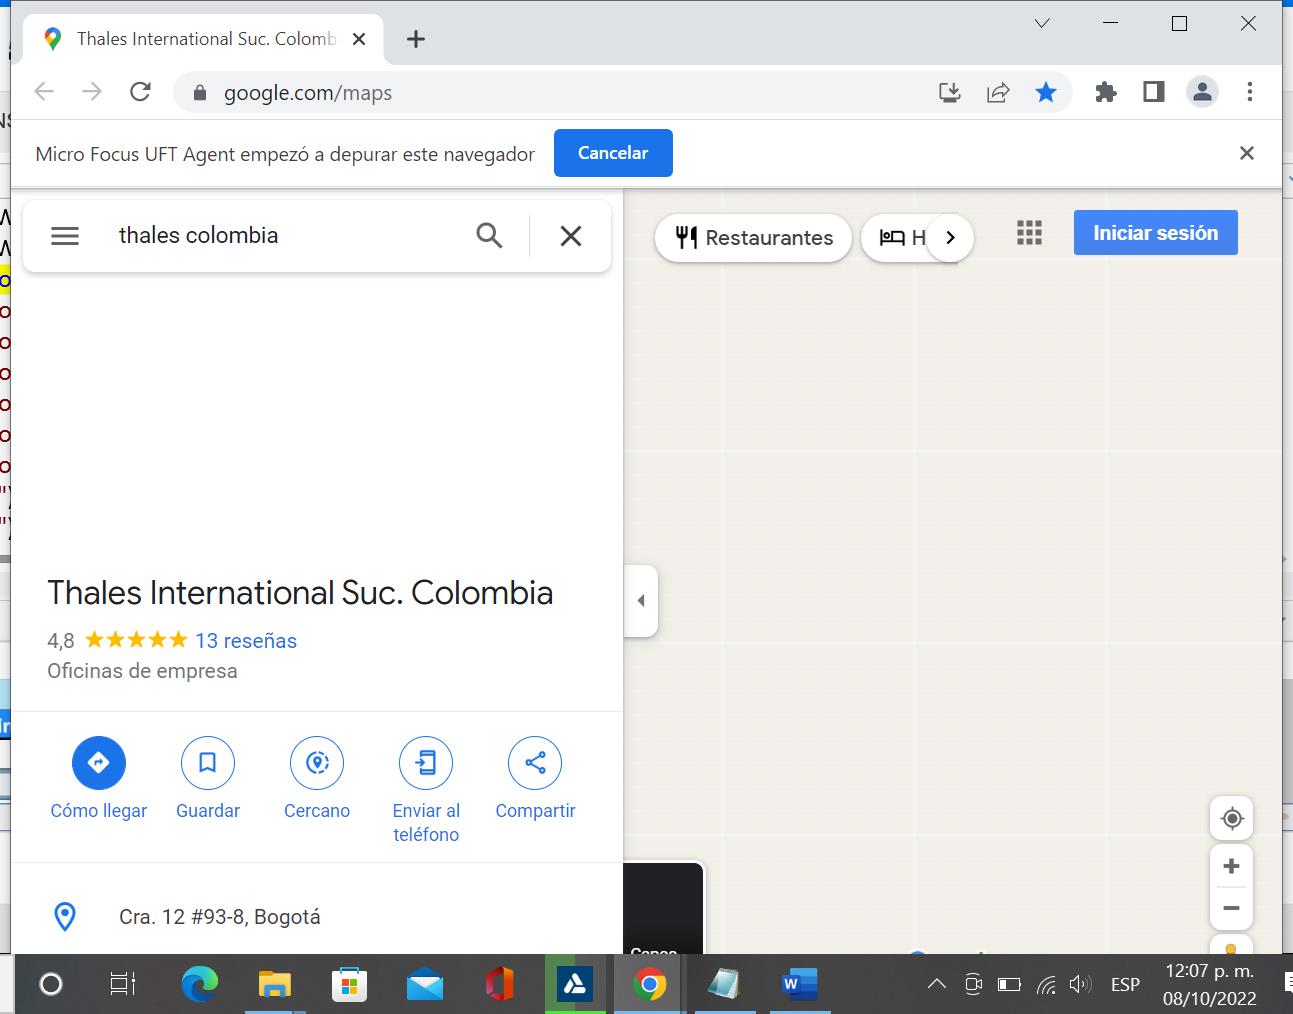 Thales International Suc. Colomb
google.com/maps
Micro Focus UFT Agent empezó a depurar este navegador
Cancelar
thales colombia
Restaurantes
H
Iniciar sesión
Thales International Suc. Colombia
4,8
13 reseñas
Oficinas de empresa
Cómo llegar
Guardar
Cercano
Enviar al
teléfono
Compartir
Cra. 12 #93-8, Bogotá
ESP
12:07 p. m.
08/10/2022